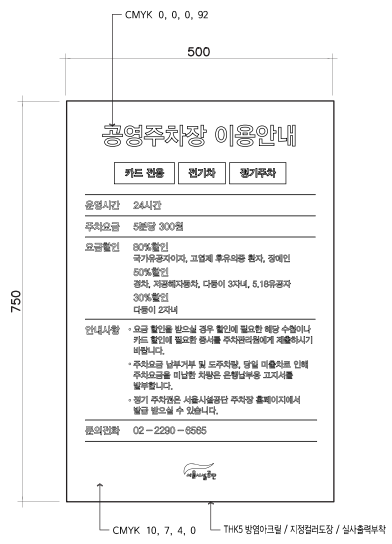 CMYK 0, 0, 0, 92
500
공영주차장 이용안내
카드 전용 전기차 정기주차
운영시간 24시간
주차요금 5분당 300원
요금할인 80%할인
국가유공자이자, 고엽제 후유의증 환자, 장애인
50%할인
경차, 저공해자동차, 다둥이 3자녀, 5.18유공자
30%할인
다둥이 2자녀
750
안내사항 • 요금 할인을 받으실 경우 할인에 필요한 해당 수첩이나
카드 할인에 필요한 증서를 주차관리원에게 제출하시기
바랍니다.
• 주차요금 납부거부 및 도주차량, 당일 미출차로 인해
주차요금을 미납한 차량은 은행납부용 고지서를
발부합니다.
• 정기 주차권은 서울시설공단 주차장 홈페이지에서
발급 받으실 수 있습니다.
문의전화 02-2290-6565
서울시설공단
CMYK 10, 7, 4, 0
THK5 방염아크릴 / 지정컬러도장 / 실사출력부착